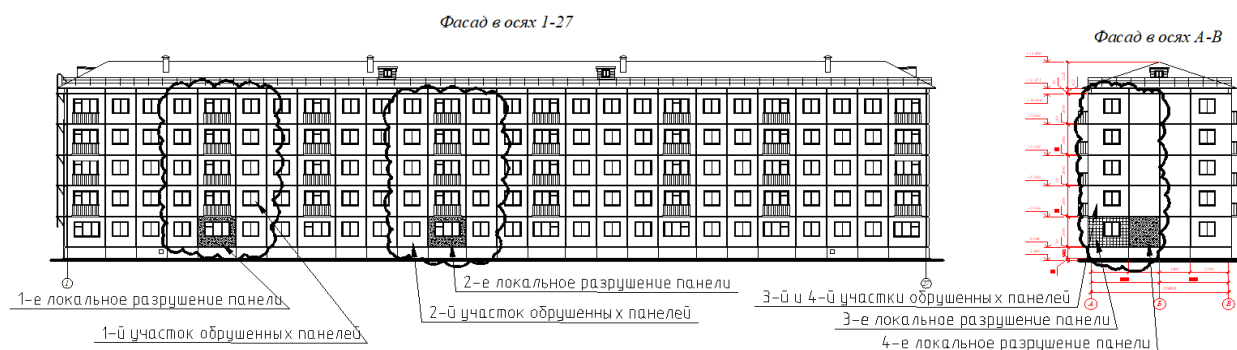 Фасад в осях 1-27
Фасад в осях А-В
1
1-е локальное разрушение панели
1-й участок обрушенных панелей
2-е локальное разрушение панели
2-й участок обрушенных панелей
3-й и 4-й участки обрушенных панелей
3-е локальное разрушение панели
4-е локальное разрушение панели
А
Б
В